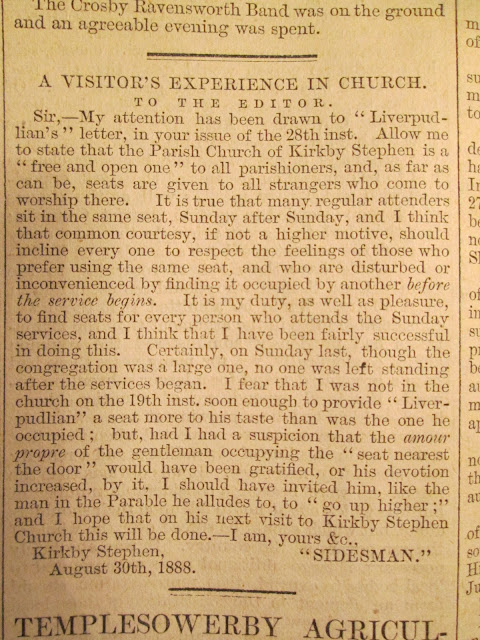 The Crosby Ravensworth Band was on the ground
and an agreeable evening was spent.
A VISITOR'S EXPERIENCE IN CHURCH.
TO THE EDITOR.
Sir,—My attention has been drawn to "Liverpud-
lian's" letter, in your issue of the 28th inst. Allow me
to state that the Parish Church of Kirkby Stephen is a
"free and open one" to all parishioners, and, as far as
can be, seats are given to all strangers who come to
worship there. It is true that many regular attenders
sit in the same seat, Sunday after Sunday, and I think
that common courtesy, if not a higher motive, should
incline every one to respect the feelings of those who
prefer using the same seat, and who are disturbed or
inconvenienced by finding it occupied by another before
the service begins. It is my duty, as well as pleasure,
to find seats for every person who attends the Sunday
services, and I think that I have been fairly successful
in doing this. Certainly, on Sunday last, though the
congregation was a large one, no one was left standing
after the services began. I fear that I was not in the
church on the 19th inst. soon enough to provide "Liver-
pudlian" a seat more to his taste than was the one he
occupied; but, had I had a suspicion that the amour
propre of the gentleman occupying the "seat nearest
the door" would have been gratified, or his devotion
increased, by it, I should have invited him, like the
man in the Parable he alludes to, to "go up higher;"
and I hope that on his next visit to Kirkby Stephen
Church this will be done.—I am, yours &c.,
Kirkby Stephen, "SIDESMAN."
August 30th, 1888.
TEMPLESOWERBY AGRICUL-